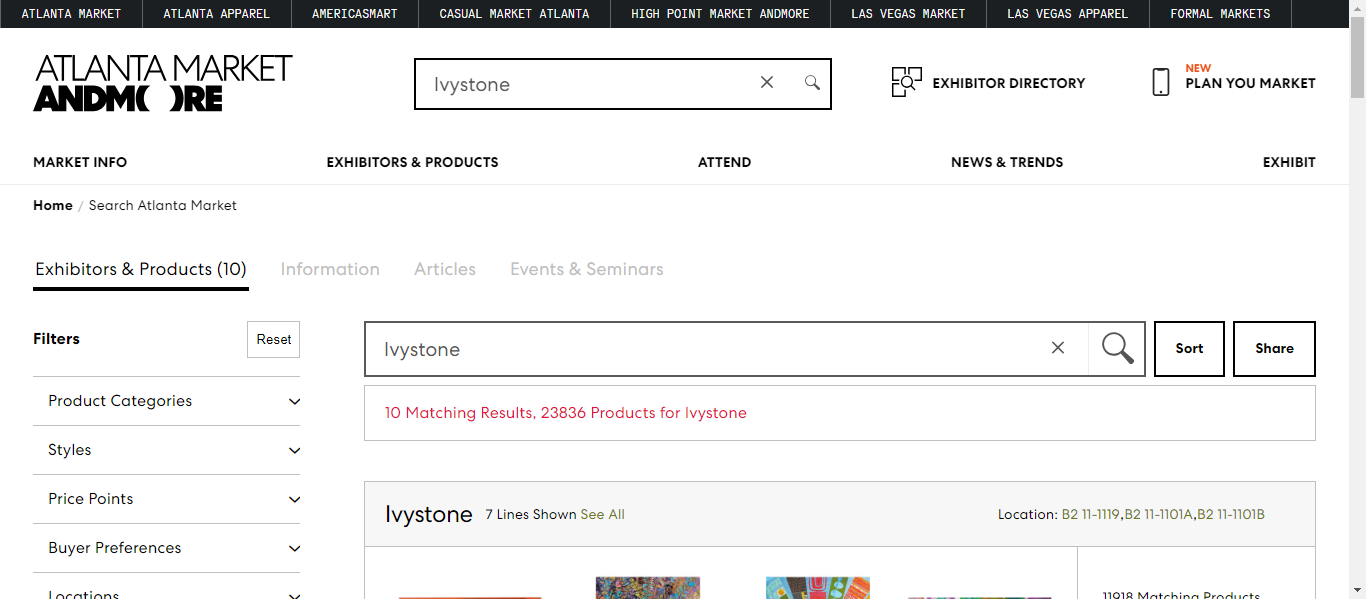 ATLANTA MARKET ATLANTA APPAREL AMERICASMART CASUAL MARKET ATLANTA HIGH POINT MARKET ANDMORE LAS VEGAS MARKET LAS VEGAS APPAREL FORMAL MARKETS
ATLANTA MARKET
ANDM( )RE
Ivystone
EXHIBITOR DIRECTORY
NEW
PLAN YOU MARKET
MARKET INFO EXHIBITORS & PRODUCTS ATTEND NEWS & TRENDS EXHIBIT
Home / Search Atlanta Market
Exhibitors & Products (10) Information Articles Events & Seminars
Filters Reset
Product Categories
Styles
Price Points
Buyer Preferences
Locations
Ivystone
Sort Share
10 Matching Results, 23836 Products for Ivystone
Ivystone 7 Lines Shown See All Location: B2 11-1119,B2 11-1101A,B2 11-1101B
11918 Matching Products